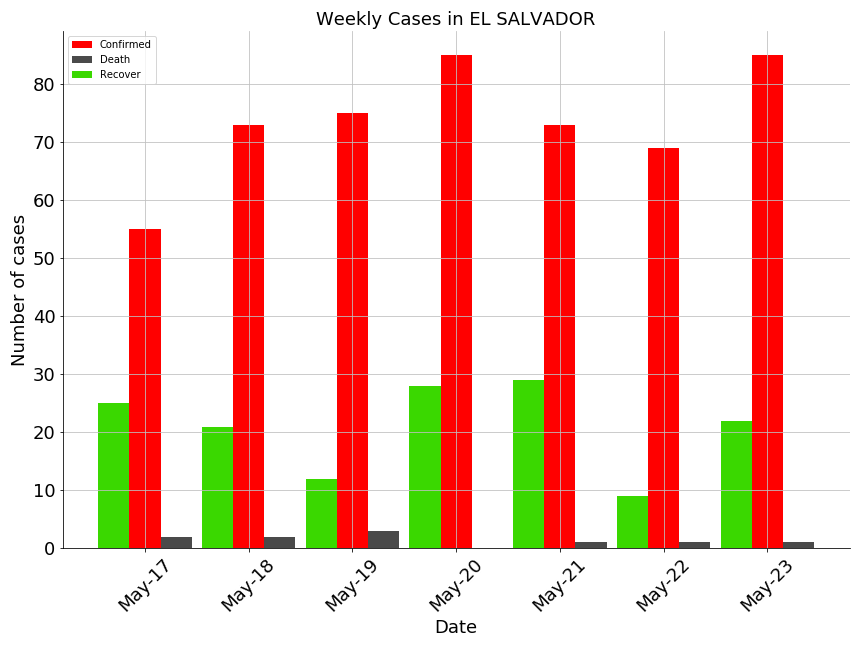 Weekly Cases in EL SALVADOR
Confirmed
Death
Recover
Number of cases
80
70
60
50
40
30
20
10
0
May-17
May-18
May-19
May-20
May-21
May-22
May-23
Date